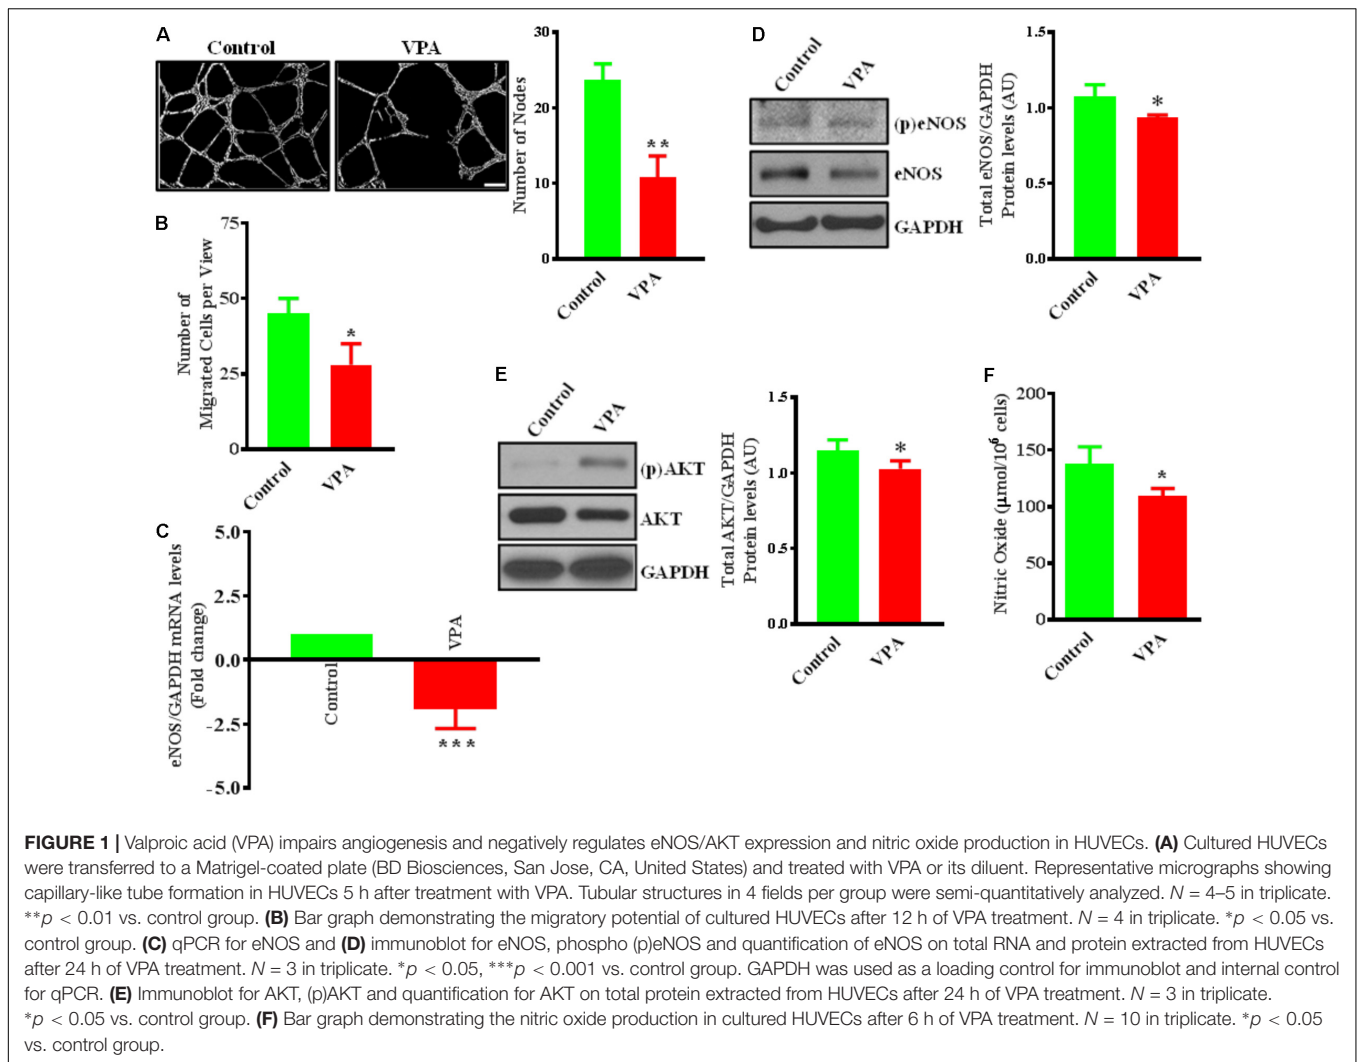 A
Control
VPA
30
20
10
0
Number of Nodes
**
Control
VPA
B
75
50
25
0
Number of
Migrated Cells per View
*
Control
VPA
C
5.0
2.5
0.0
-2.5
-5.0
eNOS/GAPDH mRNA levels
(Fold change)
Control
VPA
***
D
Control
VPA
(p)eNOS
eNOS
GAPDH
1.5
1.0
0.5
0.0
Total eNOS/GAPDH
Protein levels (AU)
*
Control
VPA
E
Control
VPA
(p)AKT
AKT
GAPDH
1.5
1.0
0.5
0.0
Total AKT/GAPDH
Protein levels (AU)
*
Control
VPA
F
200
150
100
50
0
Nitric Oxide (µmol/10⁶ cells)
*
Control
VPA
FIGURE 1 | Valproic acid (VPA) impairs angiogenesis and negatively regulates eNOS/AKT expression and nitric oxide production in HUVECs. (A) Cultured HUVECs
were transferred to a Matrigel-coated plate (BD Biosciences, San Jose, CA, United States) and treated with VPA or its diluent. Representative micrographs showing
capillary-like tube formation in HUVECs 5 h after treatment with VPA. Tubular structures in 4 fields per group were semi-quantitatively analyzed. N = 4–5 in triplicate.
**p < 0.01 vs. control group. (B) Bar graph demonstrating the migratory potential of cultured HUVECs after 12 h of VPA treatment. N = 4 in triplicate. *p < 0.05 vs.
control group. (C) qPCR for eNOS and (D) immunoblot for eNOS, phospho (p)eNOS and quantification of eNOS on total RNA and protein extracted from HUVECs
after 24 h of VPA treatment. N = 3 in triplicate. *p < 0.05, ***p < 0.001 vs. control group. GAPDH was used as a loading control for immunoblot and internal control
for qPCR. (E) Immunoblot for AKT, (p)AKT and quantification for AKT on total protein extracted from HUVECs after 24 h of VPA treatment. N = 3 in triplicate.
*p < 0.05 vs. control group. (F) Bar graph demonstrating the nitric oxide production in cultured HUVECs after 6 h of VPA treatment. N = 10 in triplicate. *p < 0.05
vs. control group.